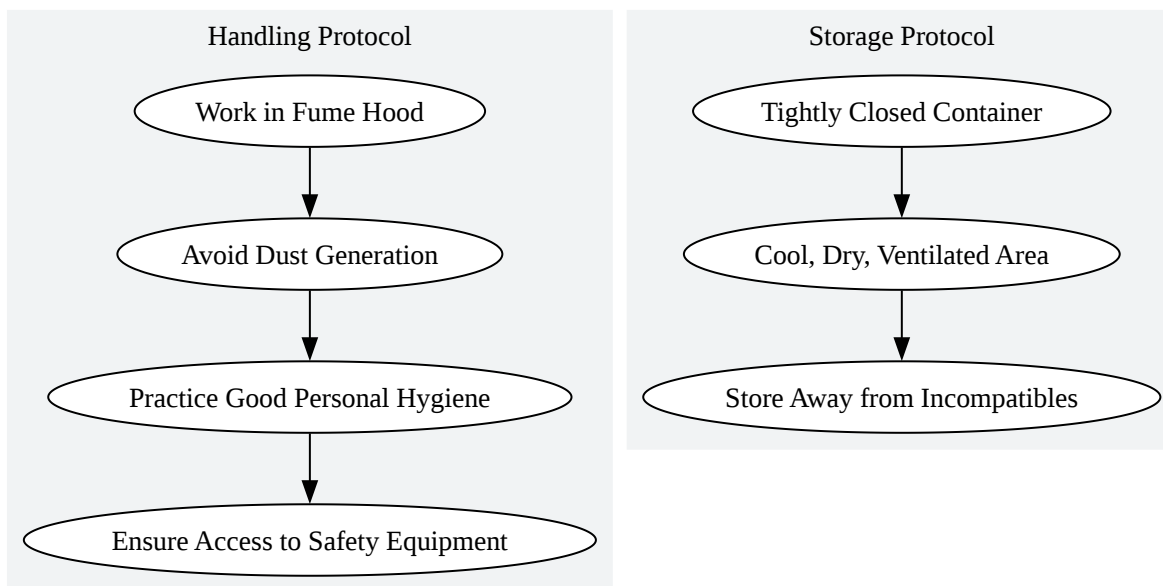 Handling Protocol
Work in Fume Hood
Avoid Dust Generation
Practice Good Personal Hygiene
Ensure Access to Safety Equipment
Storage Protocol
Tightly Closed Container
Cool, Dry, Ventilated Area
Store Away from Incompatibles